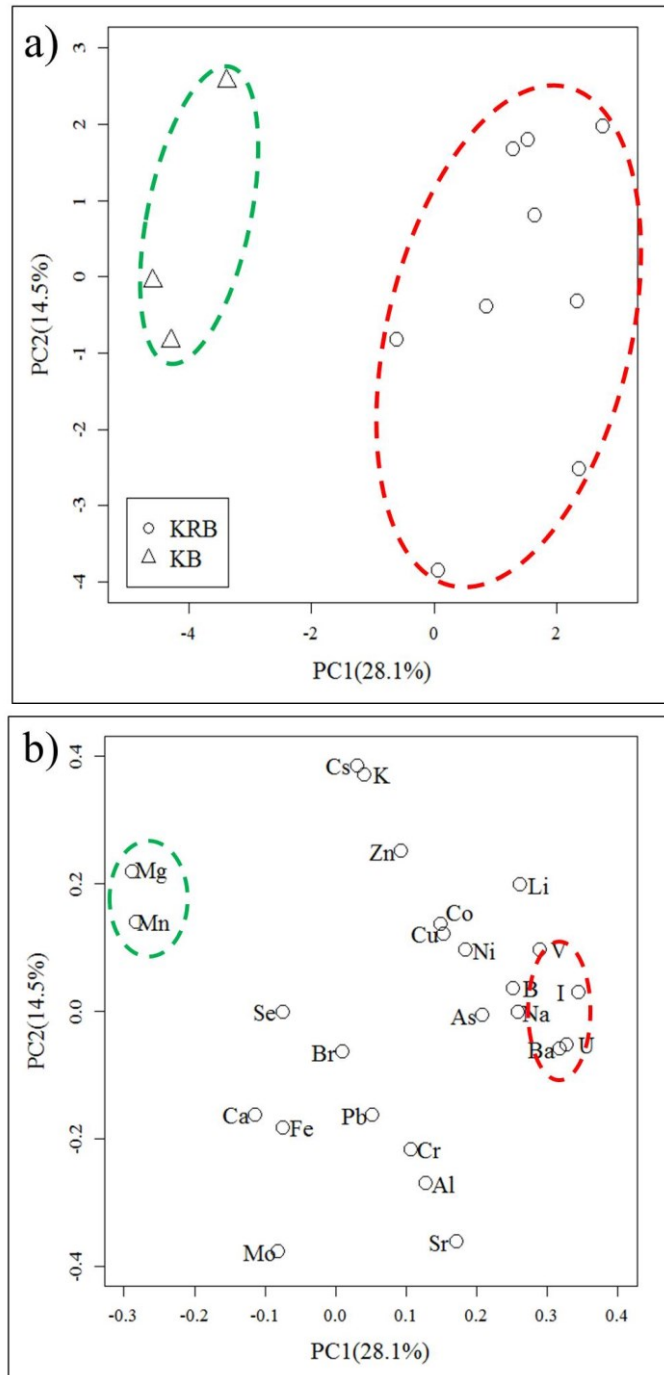 a)
3
2
1
0
-1
-2
-3
-4
PC2(14.5%)
KRB
KB
-4
-2
0
2
PC1(28.1%)
b)
0.4
0.2
0.0
-0.2
-0.4
PC2(14.5%)
Cs
K
Zn
Mg
Li
Mn
Co
Cu
Ni
V
B
I
Se
As
Na
Br
Ba
U
Ca
Fe
Pb
Cr
Al
Mo
Sr
-0.3
-0.1
0.0
0.1
0.2
0.3
0.4
PC1(28.1%)